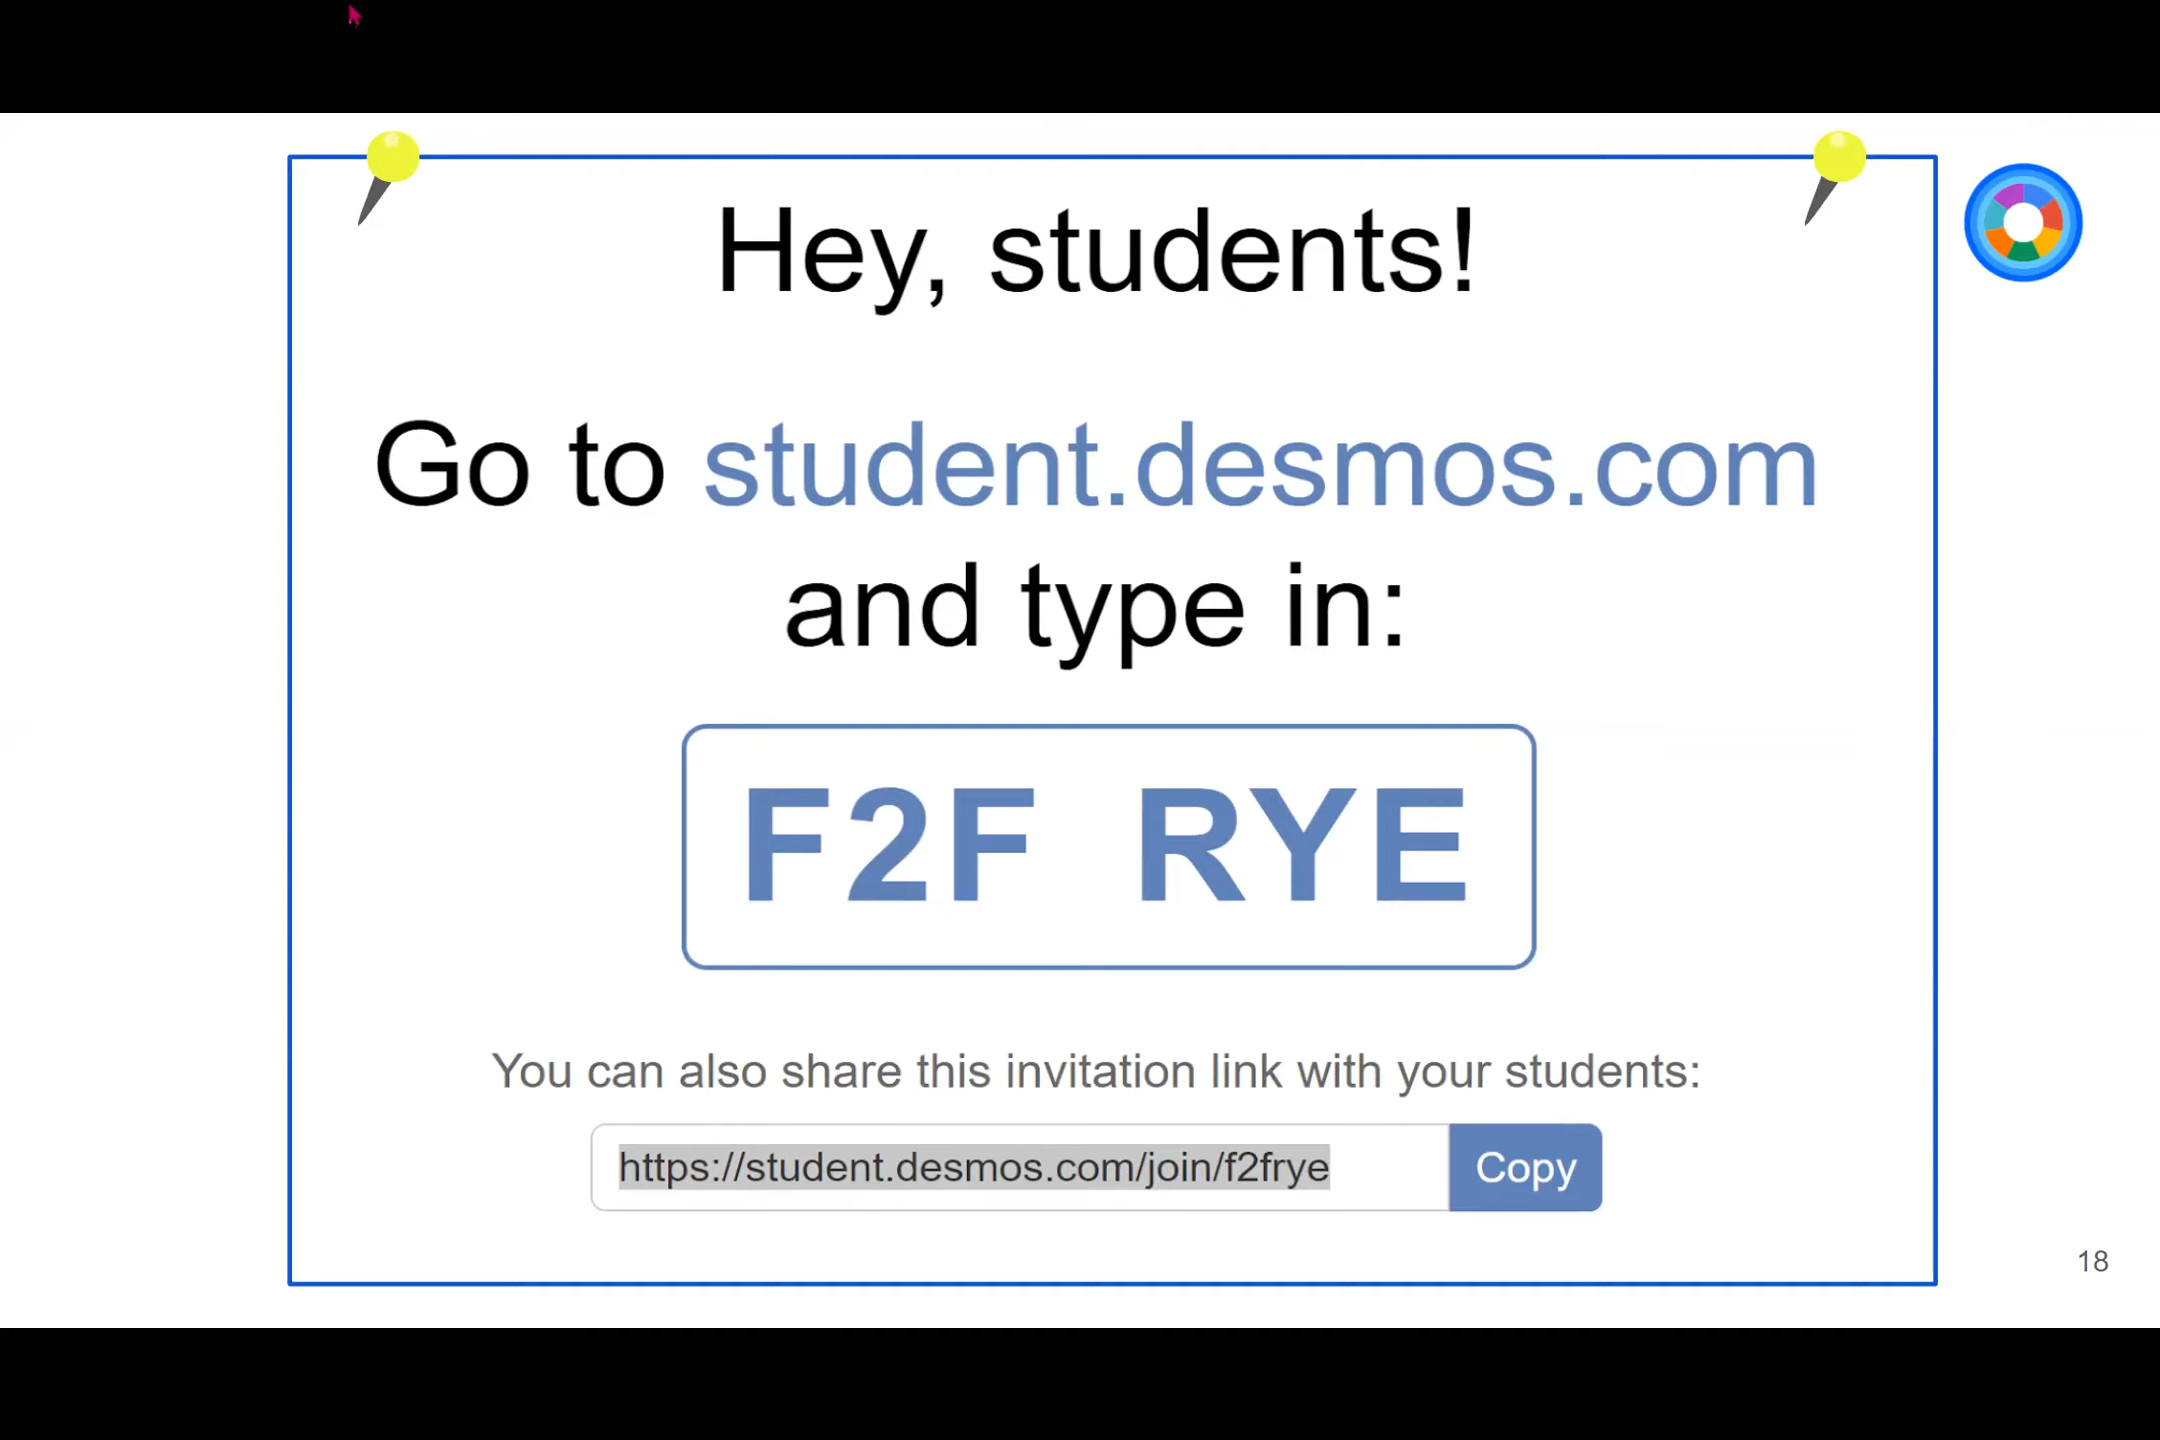 Hey, students!
Go to student.desmos.com
and type in:
F2F RYE
You can also share this invitation link with your students:
https://student.desmos.com/join/f2frye
Copy
18